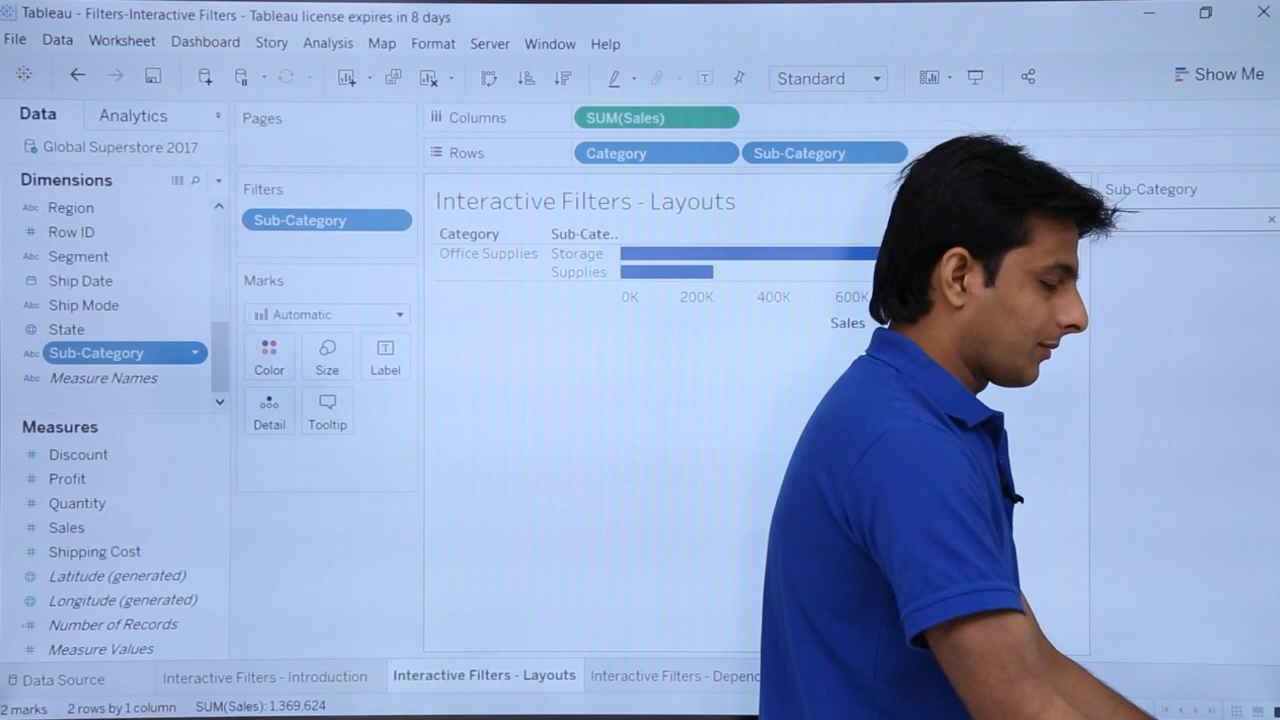 Tableau - Filters-Interactive Filters - Tableau license expires in 8 days
File Data Worksheet Dashboard Story Analysis Map Format Server Window Help
Standard
Show Me
Data Analytics
Global Superstore 2017
Dimensions
Abc Region
# Row ID
Abc Segment
Ship Date
Abc Ship Mode
State
Abc Sub-Category
Abc Measure Names
Measures
# Discount
# Profit
# Quantity
# Sales
# Shipping Cost
Latitude (generated)
Longitude (generated)
# Number of Records
# Measure Values
Pages
Filters
Sub-Category
Marks
Automatic
Color Size Label
Detail Tooltip
Columns SUM(Sales)
Rows Category Sub-Category
Interactive Filters - Layouts
Category Sub-Cate..
Office Supplies Storage
Supplies
0K 200K 400K 600K
Sales
Sub-Category
Data Source Interactive Filters - Introduction Interactive Filters - Layouts Interactive Filters - Depenc
2 marks 2 rows by 1 column SUM(Sales): 1,369,624